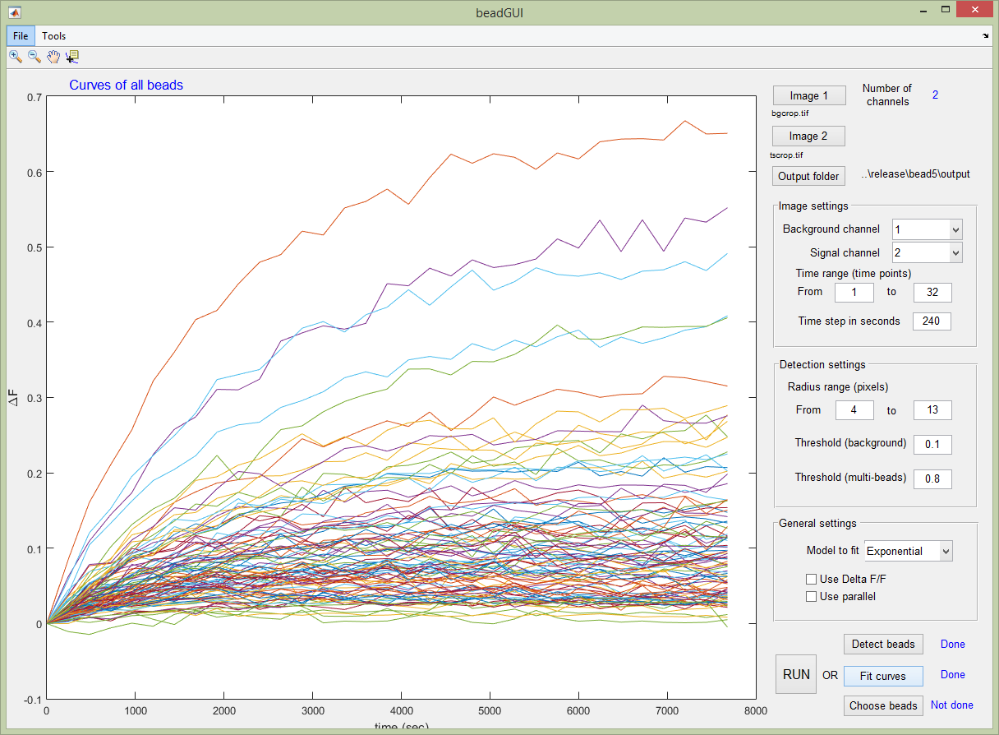 beadGUI
File Tools
Curves of all beads
0.7
0.6
0.5
0.4
0.3
0.2
0.1
0
-0.1
ΔF
0 1000 2000 3000 4000 5000 6000 7000 8000
time (sec)
Image 1
Number of
channels
2
bgcrop.tif
Image 2
tscrop.tif
Output folder
..\release\bead5\output
Image settings
Background channel 1
Signal channel 2
Time range (time points)
From 1 to 32
Time step in seconds 240
Detection settings
Radius range (pixels)
From 4 to 13
Threshold (background) 0.1
Threshold (multi-beads) 0.8
General settings
Model to fit Exponential
Use Delta F/F
Use parallel
RUN OR
Detect beads Done
Fit curves Done
Choose beads Not done